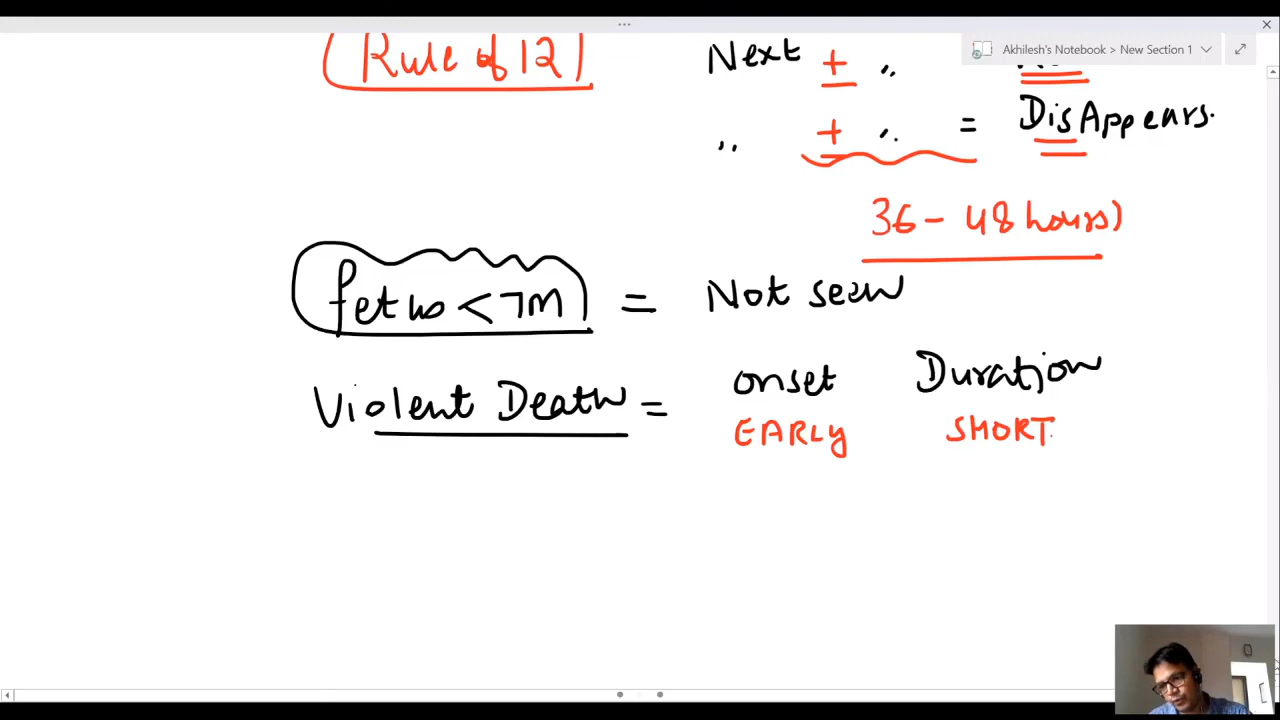 Akhilesh's Notebook > New Section 1
(Rule of 12)
Next + ,,
,, + ,, = DisAppears.
36 - 48 hours)
fetus < 7M = Not seen
Violent Death = onset Duration
EARLY SHORT